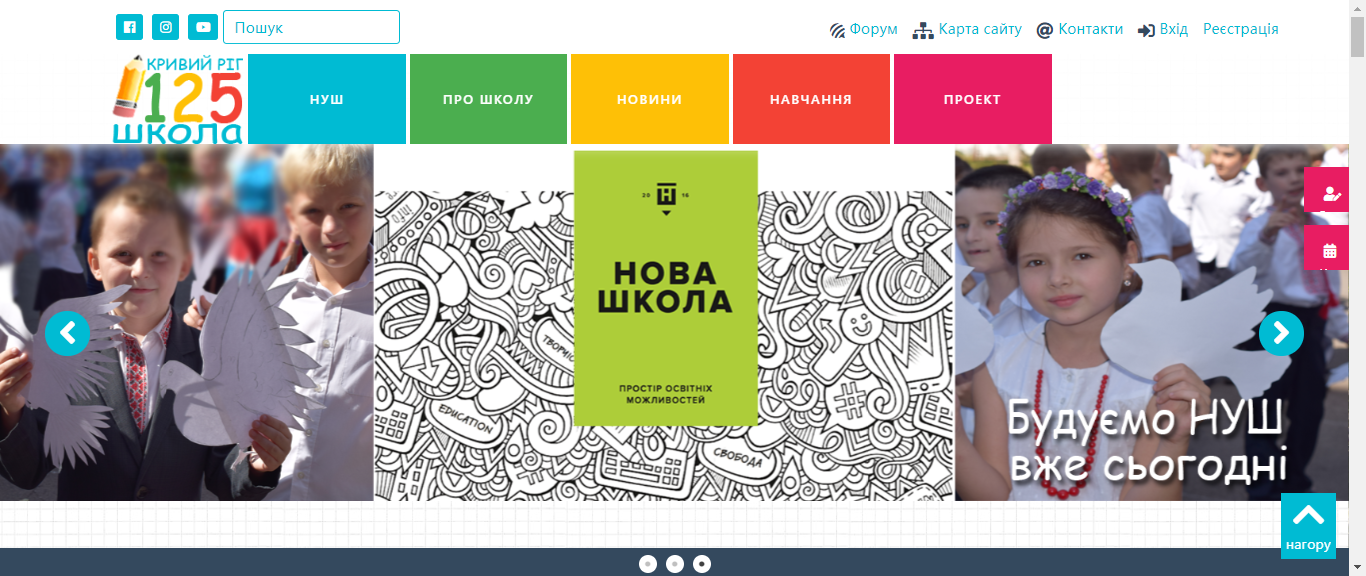 Пошук
Форум
Карта сайту
Контакти
Вхід
Реєстрація
КРИВИЙ РІГ
125
ШКОЛА
НУШ
ПРО ШКОЛУ
НОВИНИ
НАВЧАННЯ
ПРОЕКТ
20 16
Н
НОВА
ШКОЛА
ПРОСТІР ОСВІТНІХ
МОЖЛИВОСТЕЙ
EDUCATION
СВОБОДА
Будуємо НУШ
вже сьогодні
нагору